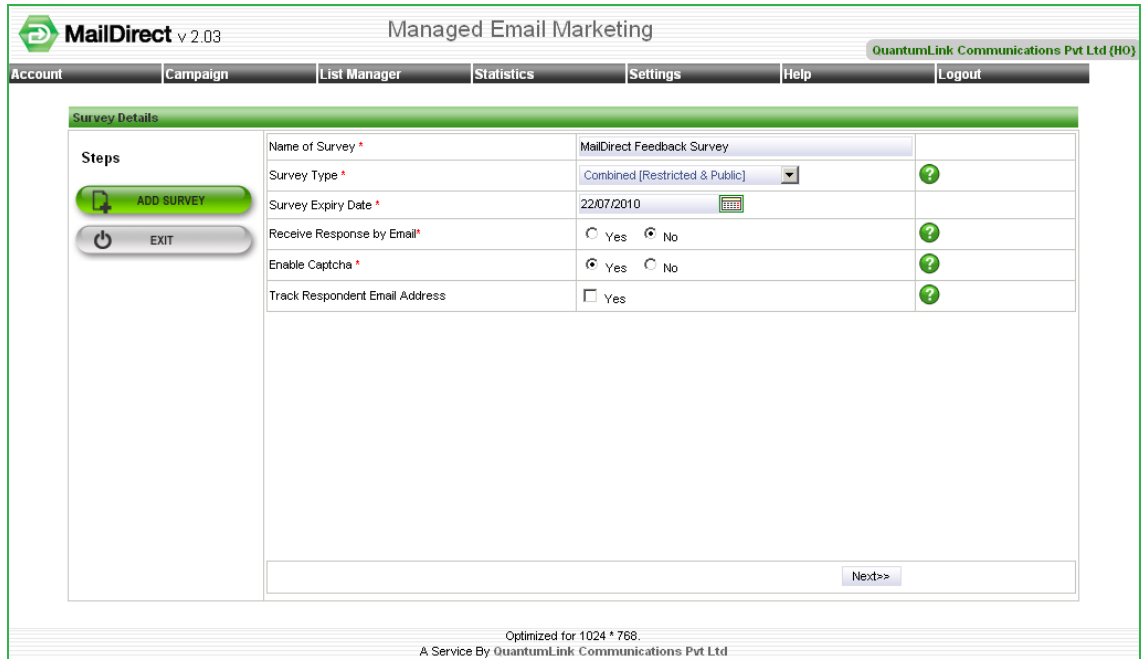 MailDirect v 2.03
Managed Email Marketing
QuantumLink Communications Pvt Ltd {HO}
Account Campaign List Manager Statistics Settings Help Logout
Survey Details
Steps
ADD SURVEY
EXIT
Name of Survey * MailDirect Feedback Survey
Survey Type * Combined [Restricted & Public] ?
Survey Expiry Date * 22/07/2010
Receive Response by Email* Yes No ?
Enable Captcha * Yes No ?
Track Respondent Email Address Yes ?
Next>>
Optimized for 1024 * 768.
A Service By QuantumLink Communications Pvt Ltd